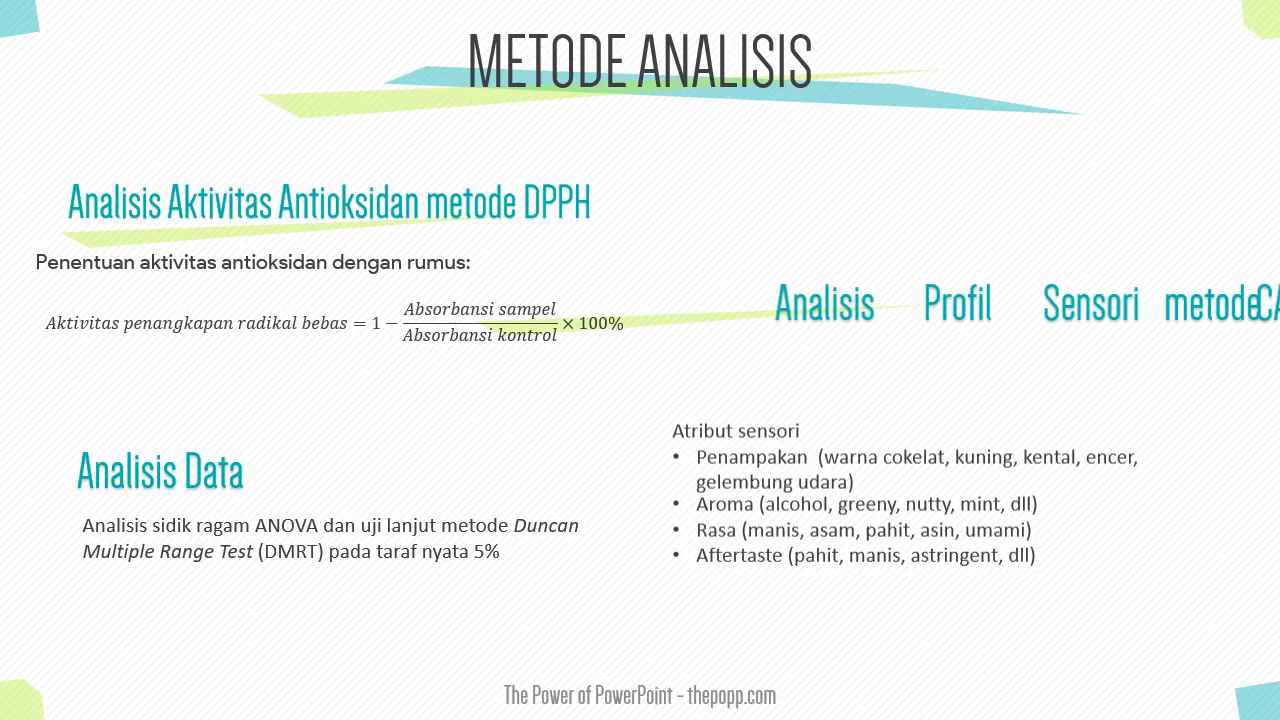 METODE ANALISIS
Analisis Aktivitas Antioksidan metode DPPH
Penentuan aktivitas antioksidan dengan rumus:
Aktivitas penangkapan radikal bebas = 1 − Absorbansi sampel / Absorbansi kontrol × 100%
Analisis Profil Sensori metode CA
Analisis Data
Analisis sidik ragam ANOVA dan uji lanjut metode Duncan
Multiple Range Test (DMRT) pada taraf nyata 5%
Atribut sensori
• Penampakan (warna cokelat, kuning, kental, encer,
gelembung udara)
• Aroma (alcohol, greeny, nutty, mint, dll)
• Rasa (manis, asam, pahit, asin, umami)
• Aftertaste (pahit, manis, astringent, dll)
The Power of PowerPoint - thepopp.com